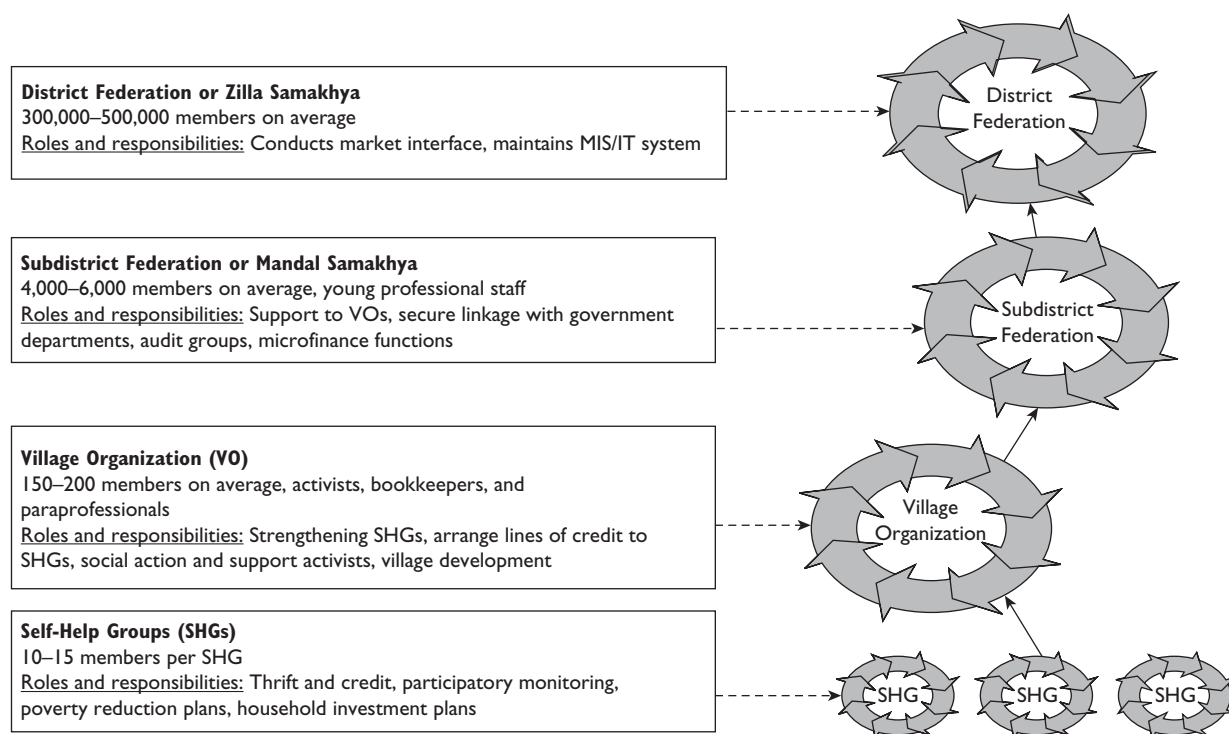 District Federation or Zilla Samakhya
300,000–500,000 members on average
Roles and responsibilities: Conducts market interface, maintains MIS/IT system
District
Federation
Subdistrict Federation or Mandal Samakhya
4,000–6,000 members on average, young professional staff
Roles and responsibilities: Support to VOs, secure linkage with government
departments, audit groups, microfinance functions
Subdistrict
Federation
Village Organization (VO)
150–200 members on average, activists, bookkeepers, and
paraprofessionals
Roles and responsibilities: Strengthening SHGs, arrange lines of credit to
SHGs, social action and support activists, village development
Village
Organization
Self-Help Groups (SHGs)
10–15 members per SHG
Roles and responsibilities: Thrift and credit, participatory monitoring,
poverty reduction plans, household investment plans
SHG
SHG
SHG